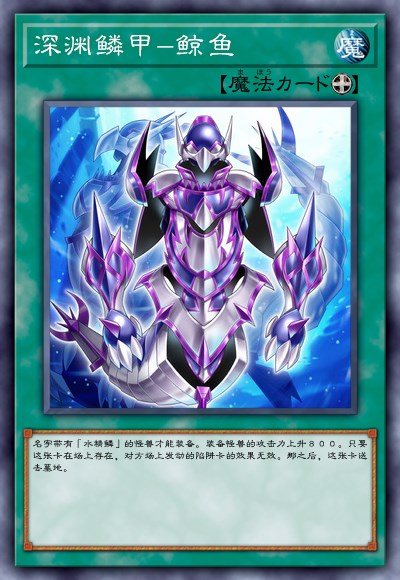 深渊鳞甲-鲸鱼
魔
【魔法カード】
ま ほう
名字带有「水精鳞」的怪兽才能装备。装备怪兽的攻击力上升800。只要
这张卡在场上存在，对方场上发动的陷阱卡的效果无效。那之后，这张卡送
去墓地。